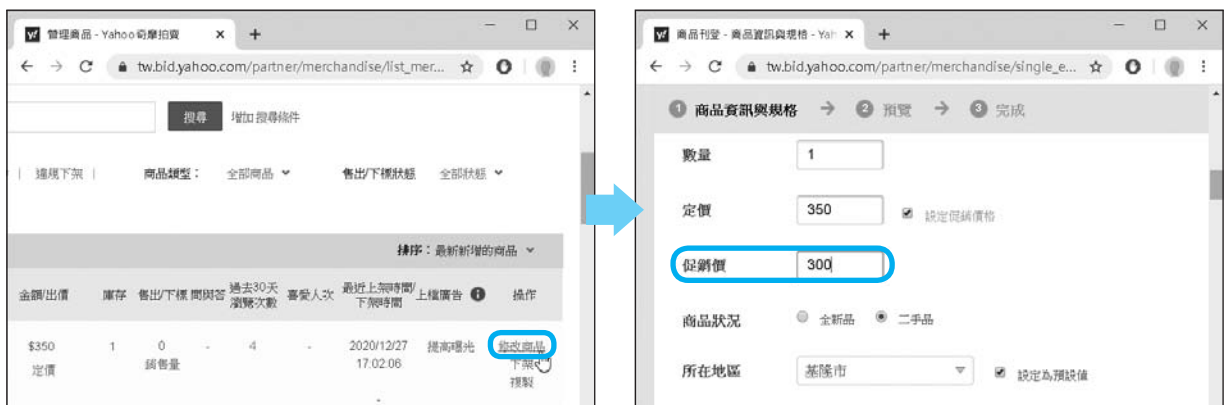 管理商品 - Yahoo奇摩拍賣
tw.bid.yahoo.com/partner/merchandise/list_mer...
搜尋 增加搜尋條件
| 違規下架 | 商品類型： 全部商品 售出/下標狀態 全部狀態
排序：最新新增的商品
金額/出價 庫存 售出/下標 問與答 過去30天瀏覽次數 喜愛人次 最近上架時間/下架時間 上檔廣告 操作
$350 1 0 - 4 - 2020/12/27 提高曝光 修改商品
定價 銷售量 17:02:06 下架
複製
-
商品刊登 - 商品資訊與規格 - Yah
tw.bid.yahoo.com/partner/merchandise/single_e...
1 商品資訊與規格 → 2 預覽 → 3 完成
數量 1
定價 350 設定促銷價格
促銷價 300
商品狀況 全新品 二手品
所在地區 基隆市 設定為預設值